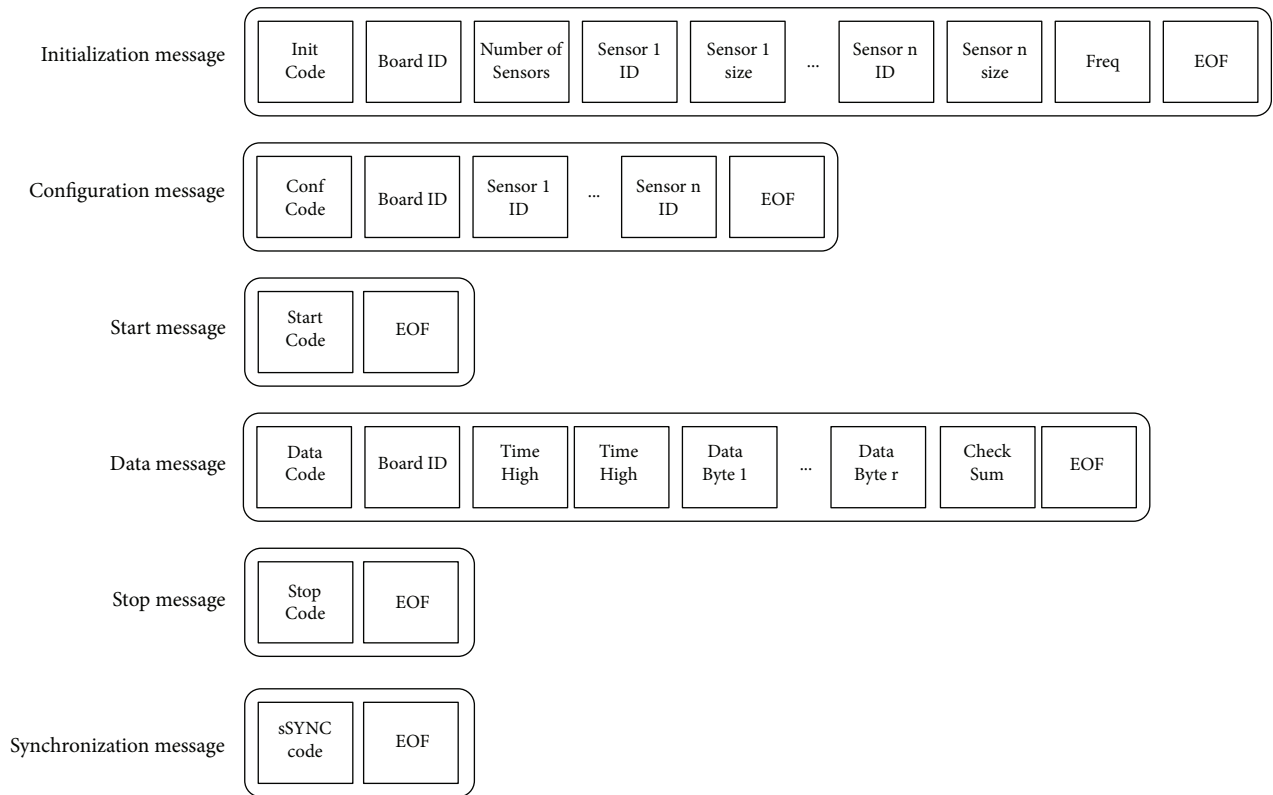 Initialization message
Init
Code
Board ID
Number of
Sensors
Sensor 1
ID
Sensor 1
size
...
Sensor n
ID
Sensor n
size
Freq
EOF
Configuration message
Conf
Code
Board ID
Sensor 1
ID
...
Sensor n
ID
EOF
Start message
Start
Code
EOF
Data message
Data
Code
Board ID
Time
High
Time
High
Data
Byte 1
...
Data
Byte r
Check
Sum
EOF
Stop message
Stop
Code
EOF
Synchronization message
sSYNC
code
EOF